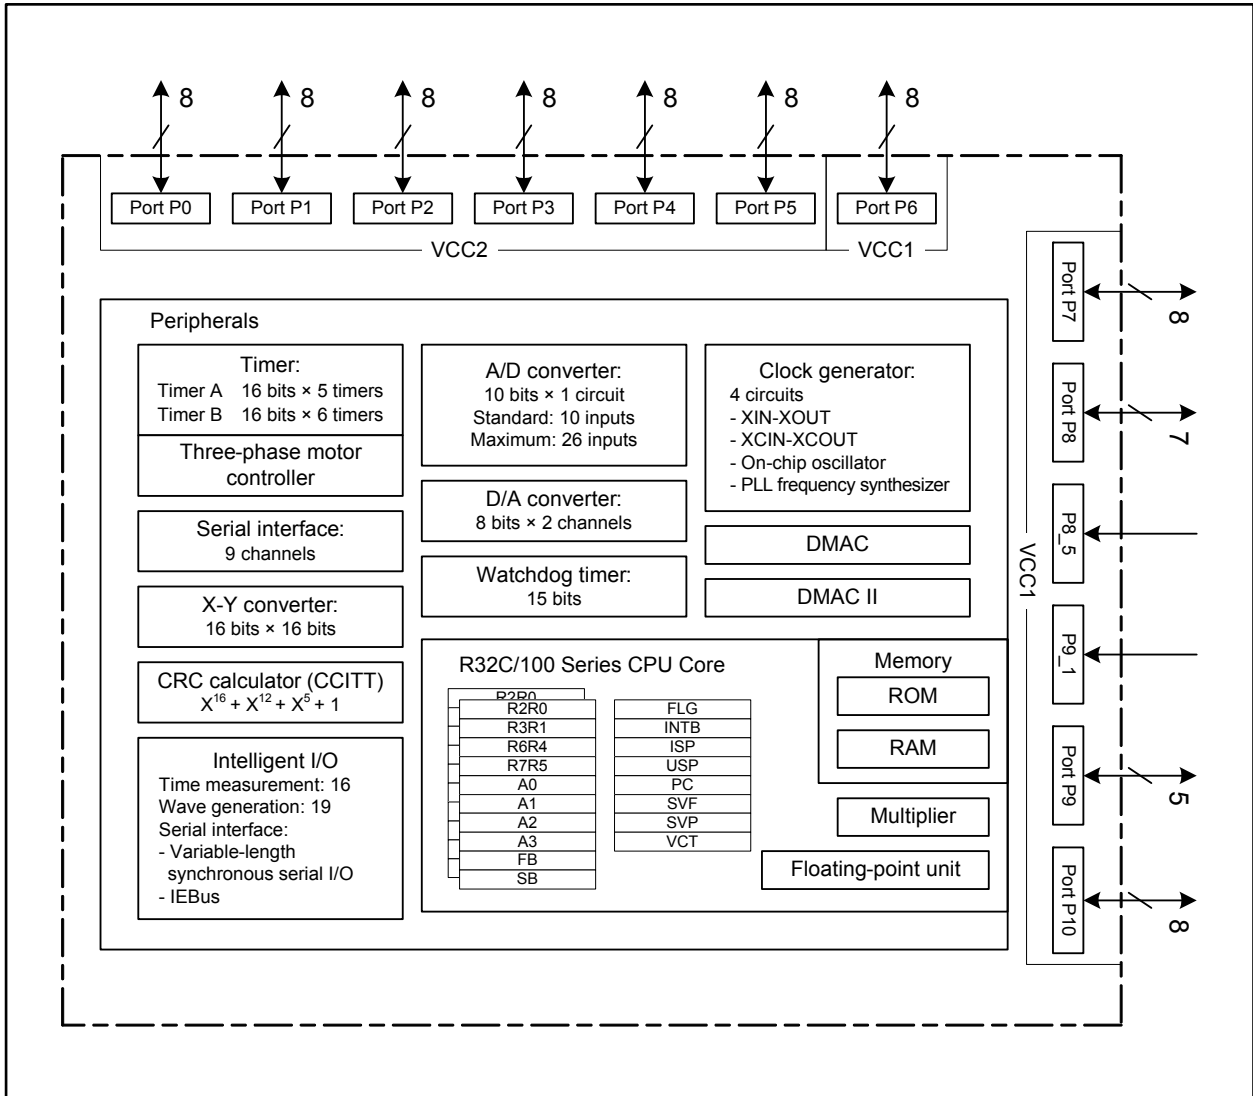 8
8
8
8
8
8
8
Port P0
Port P1
Port P2
Port P3
Port P4
Port P5
Port P6
VCC2
VCC1
Peripherals
Timer:
Timer A 16 bits × 5 timers
Timer B 16 bits × 6 timers
Three-phase motor
controller
Serial interface:
9 channels
X-Y converter:
16 bits × 16 bits
CRC calculator (CCITT)
X¹⁶ + X¹² + X⁵ + 1
Intelligent I/O
Time measurement: 16
Wave generation: 19
Serial interface:
- Variable-length
synchronous serial I/O
- IEBus
A/D converter:
10 bits × 1 circuit
Standard: 10 inputs
Maximum: 26 inputs
D/A converter:
8 bits × 2 channels
Watchdog timer:
15 bits
Clock generator:
4 circuits
- XIN-XOUT
- XCIN-XCOUT
- On-chip oscillator
- PLL frequency synthesizer
DMAC
DMAC II
R32C/100 Series CPU Core
R2R0
R2R0
R3R1
R6R4
R7R5
A0
A1
A2
A3
FB
SB
FLG
INTB
ISP
USP
PC
SVF
SVP
VCT
Memory
ROM
RAM
Multiplier
Floating-point unit
VCC1
Port P7
8
Port P8
7
P8_5
P9_1
Port P9
5
Port P10
8